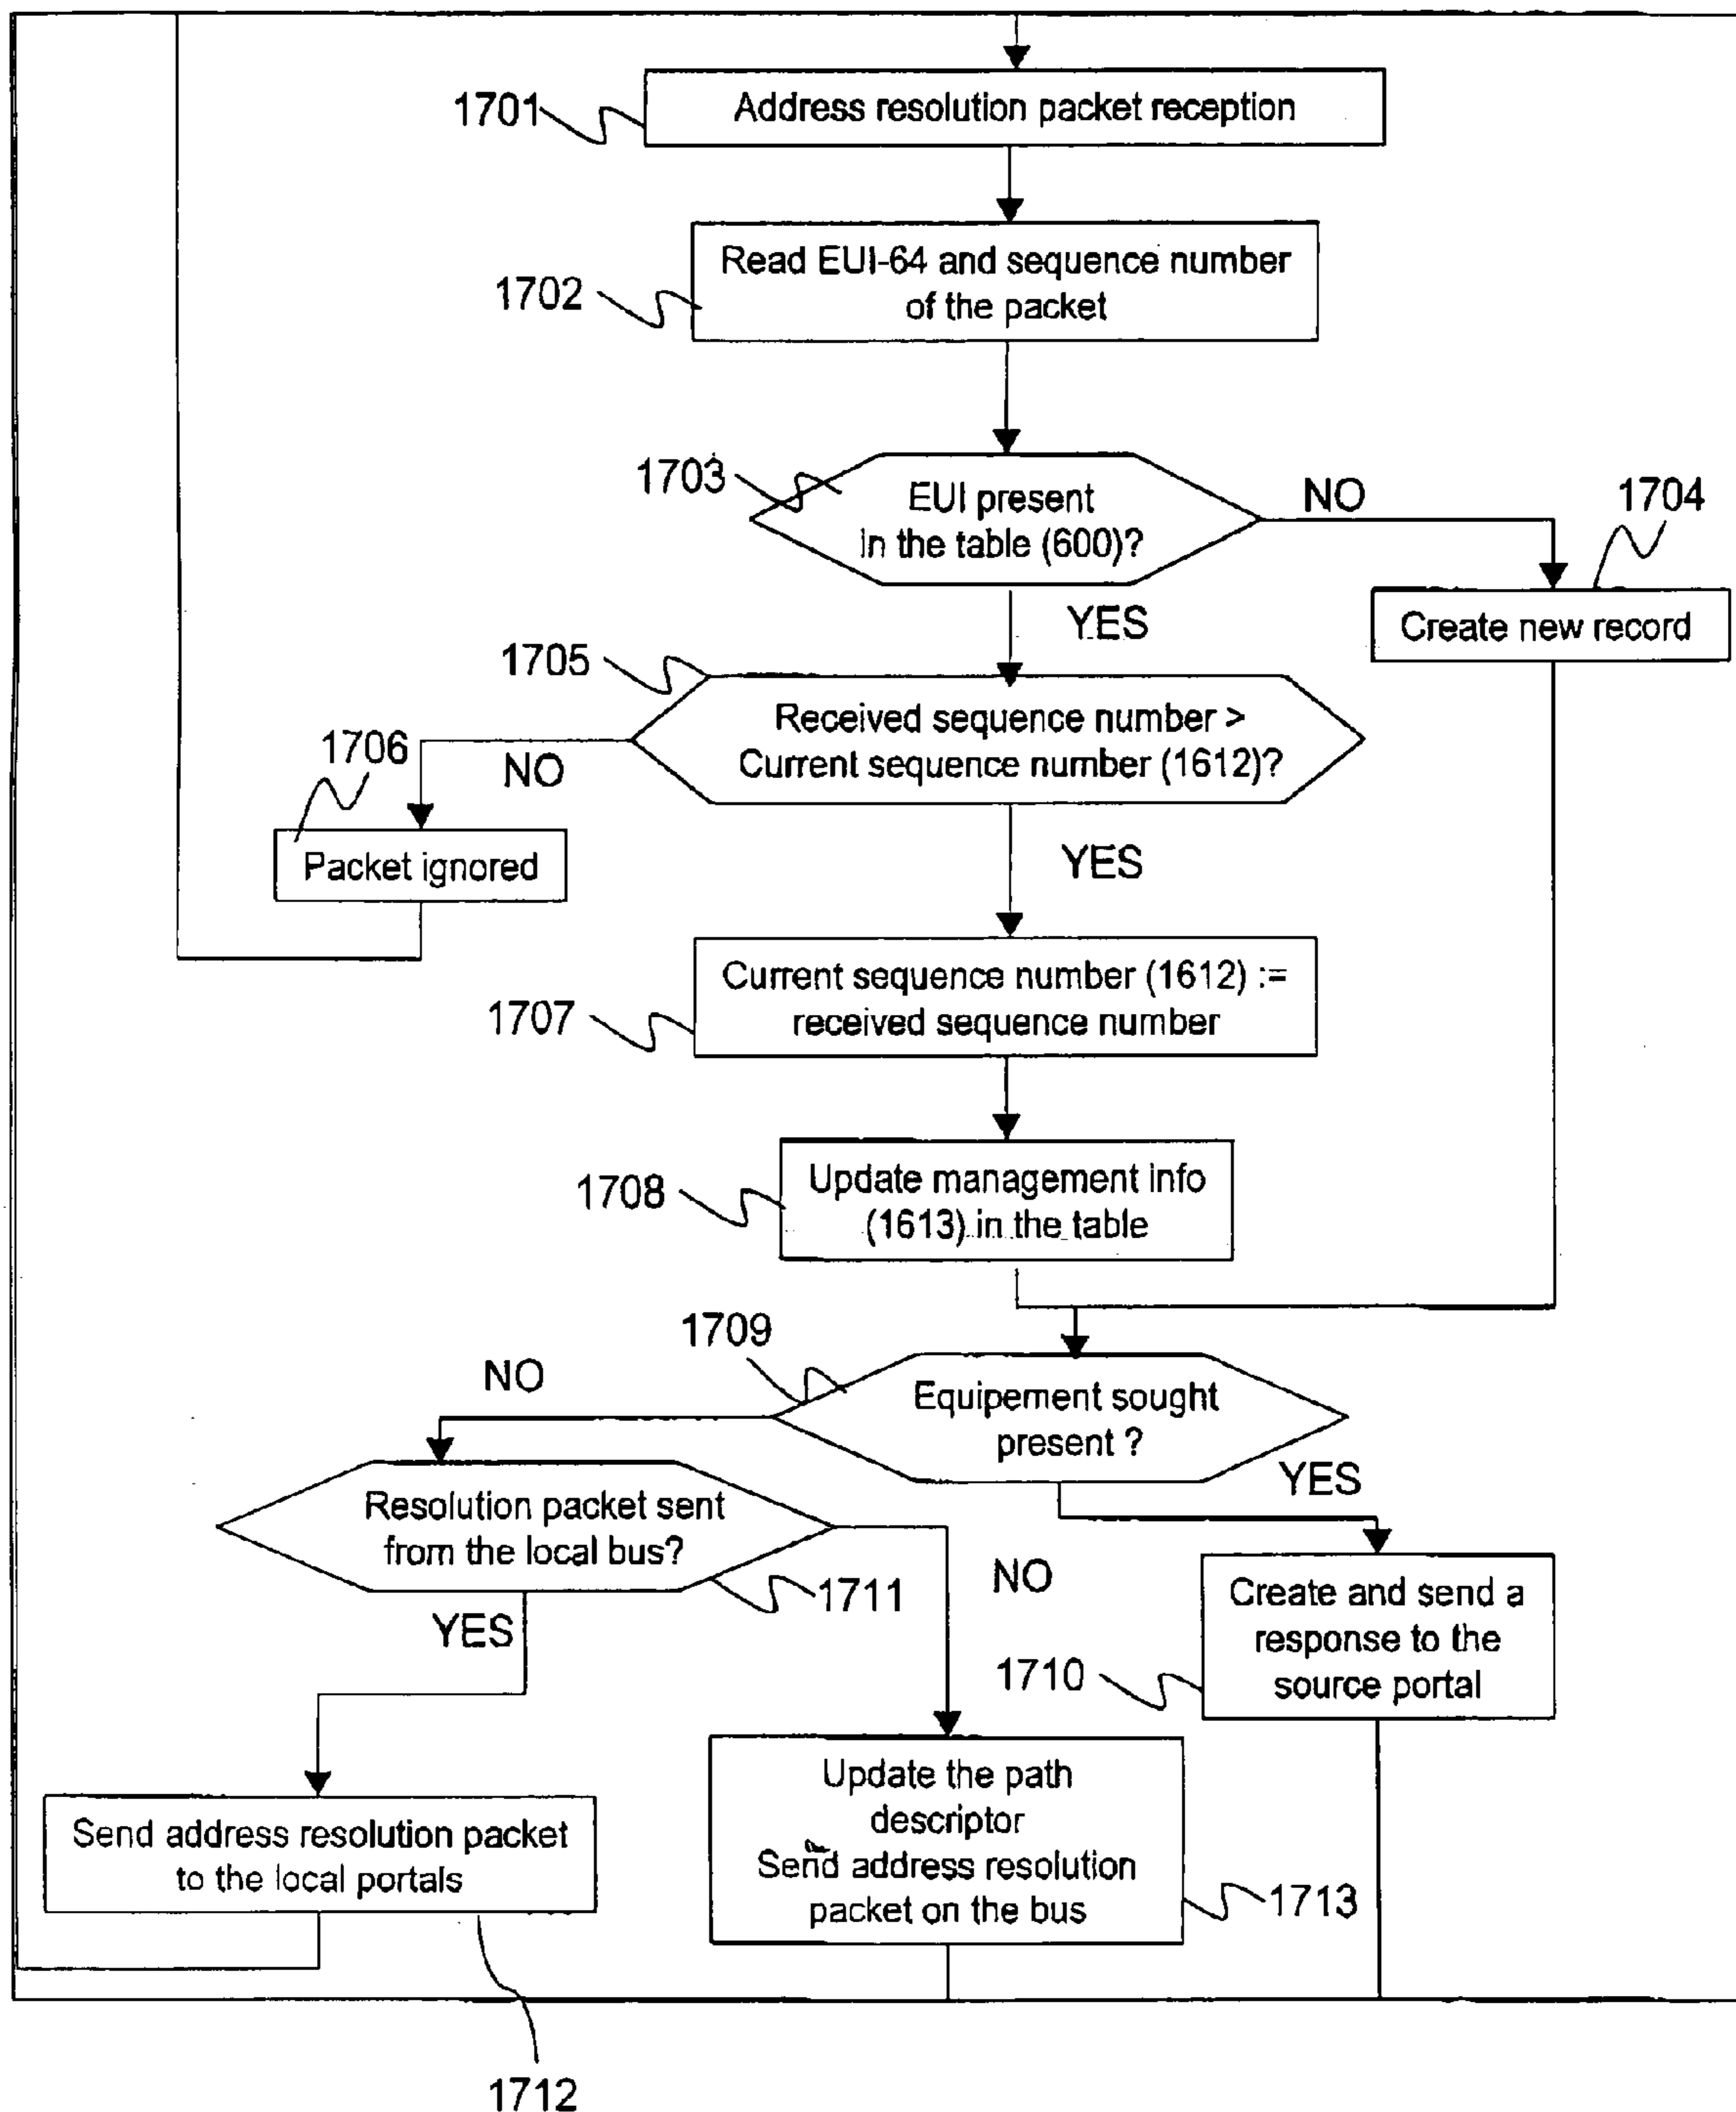 1701
Address resolution packet reception
1702
Read EUI-64 and sequence number
of the packet
1703
EUI present
in the table (600)?
NO
1704
Create new record
YES
1705
Received sequence number >
Current sequence number (1612)?
1706
NO
Packet ignored
YES
1707
Current sequence number (1612) :=
received sequence number
1708
Update management info
(1613) in the table
1709
NO
Equipement sought
present ?
YES
Resolution packet sent
from the local bus?
1711
NO
YES
1710
Create and send a
response to the
source portal
Send address resolution packet
to the local portals
Update the path
descriptor
Send address resolution
packet on the bus
1713
1712